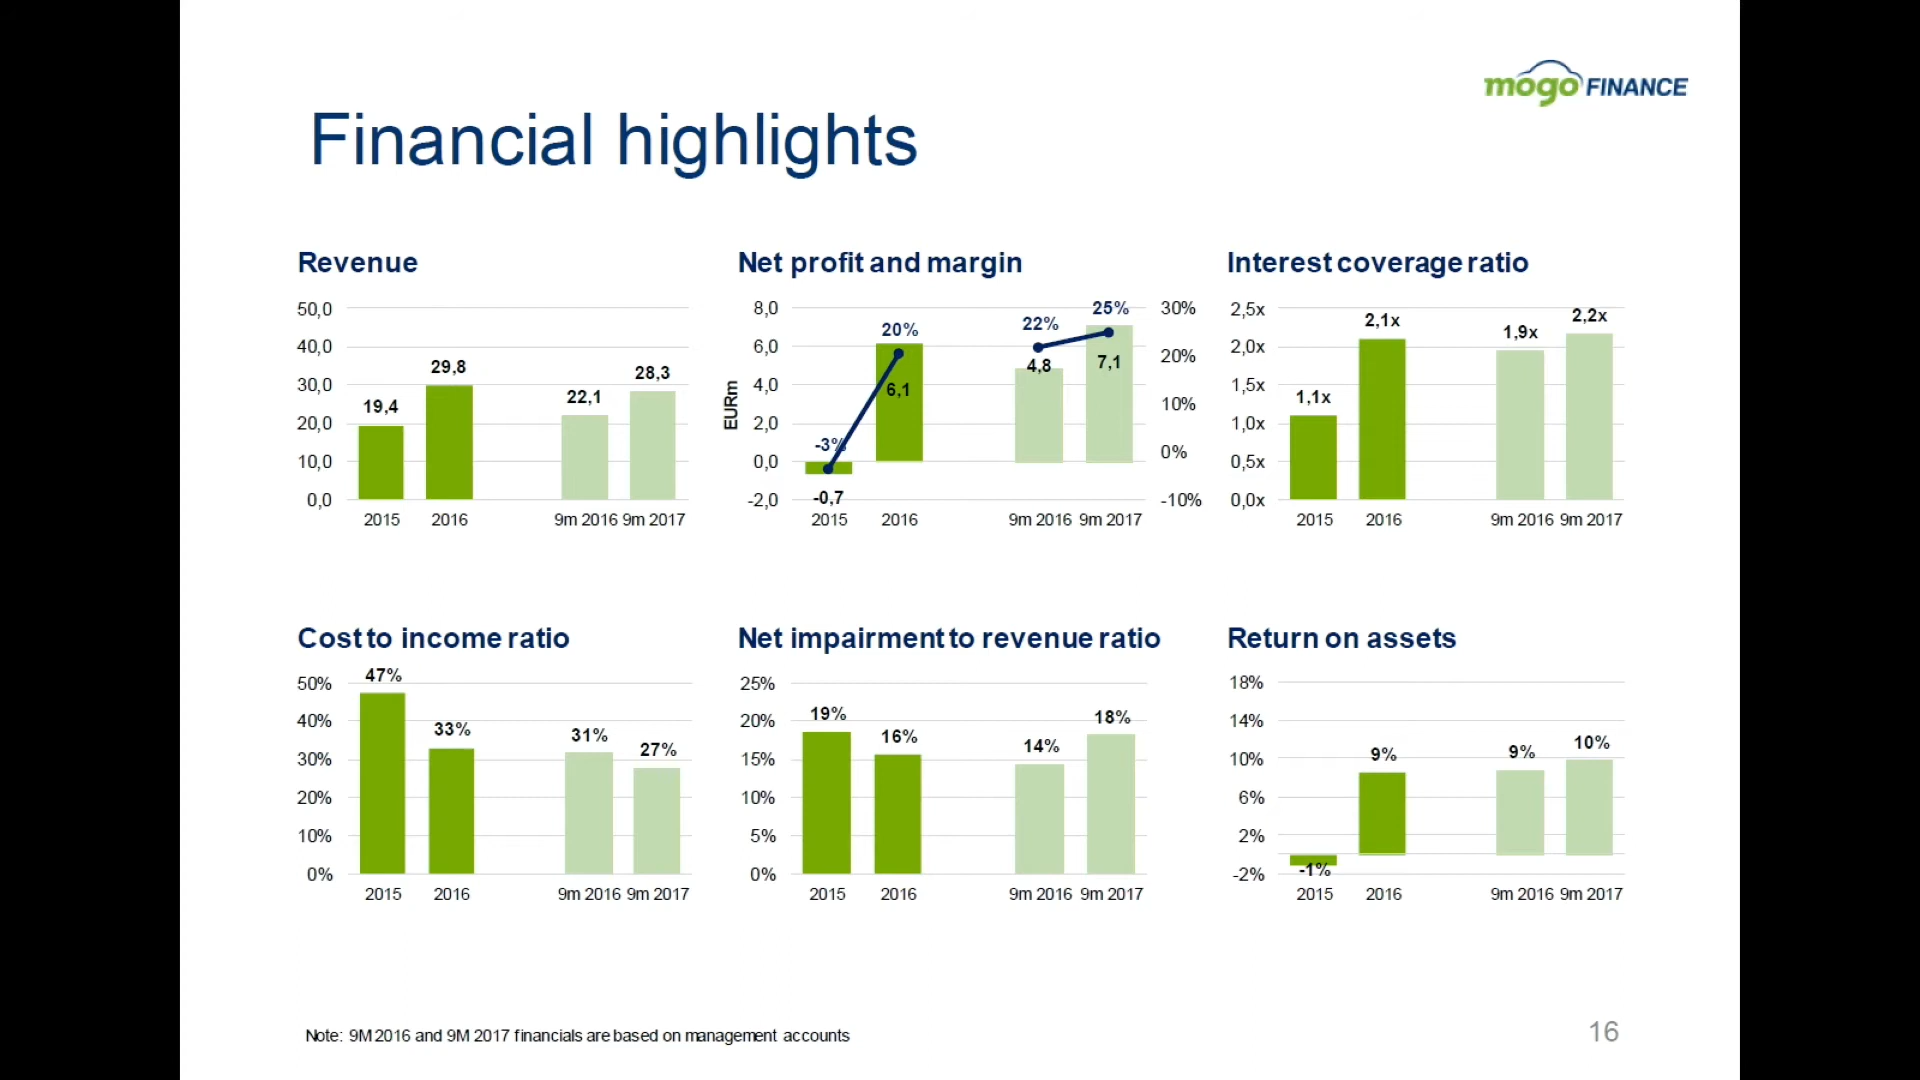 mogo FINANCE
Financial highlights
Revenue
50,0
40,0
30,0
20,0
10,0
0,0
19,4
29,8
22,1
28,3
2015 2016 9m 2016 9m 2017
Net profit and margin
EURm
8,0
6,0
4,0
2,0
0,0
-2,0
-3%
20%
22%
25%
-0,7
6,1
4,8
7,1
30%
20%
10%
0%
-10%
2015 2016 9m 2016 9m 2017
Interest coverage ratio
2,5x
2,0x
1,5x
1,0x
0,5x
0,0x
1,1x
2,1x
1,9x
2,2x
2015 2016 9m 2016 9m 2017
Cost to income ratio
50%
40%
30%
20%
10%
0%
47%
33%
31%
27%
2015 2016 9m 2016 9m 2017
Net impairment to revenue ratio
25%
20%
15%
10%
5%
0%
19%
16%
14%
18%
2015 2016 9m 2016 9m 2017
Return on assets
18%
14%
10%
6%
2%
-2%
-1%
9%
9%
10%
2015 2016 9m 2016 9m 2017
Note: 9M 2016 and 9M 2017 financials are based on management accounts
16